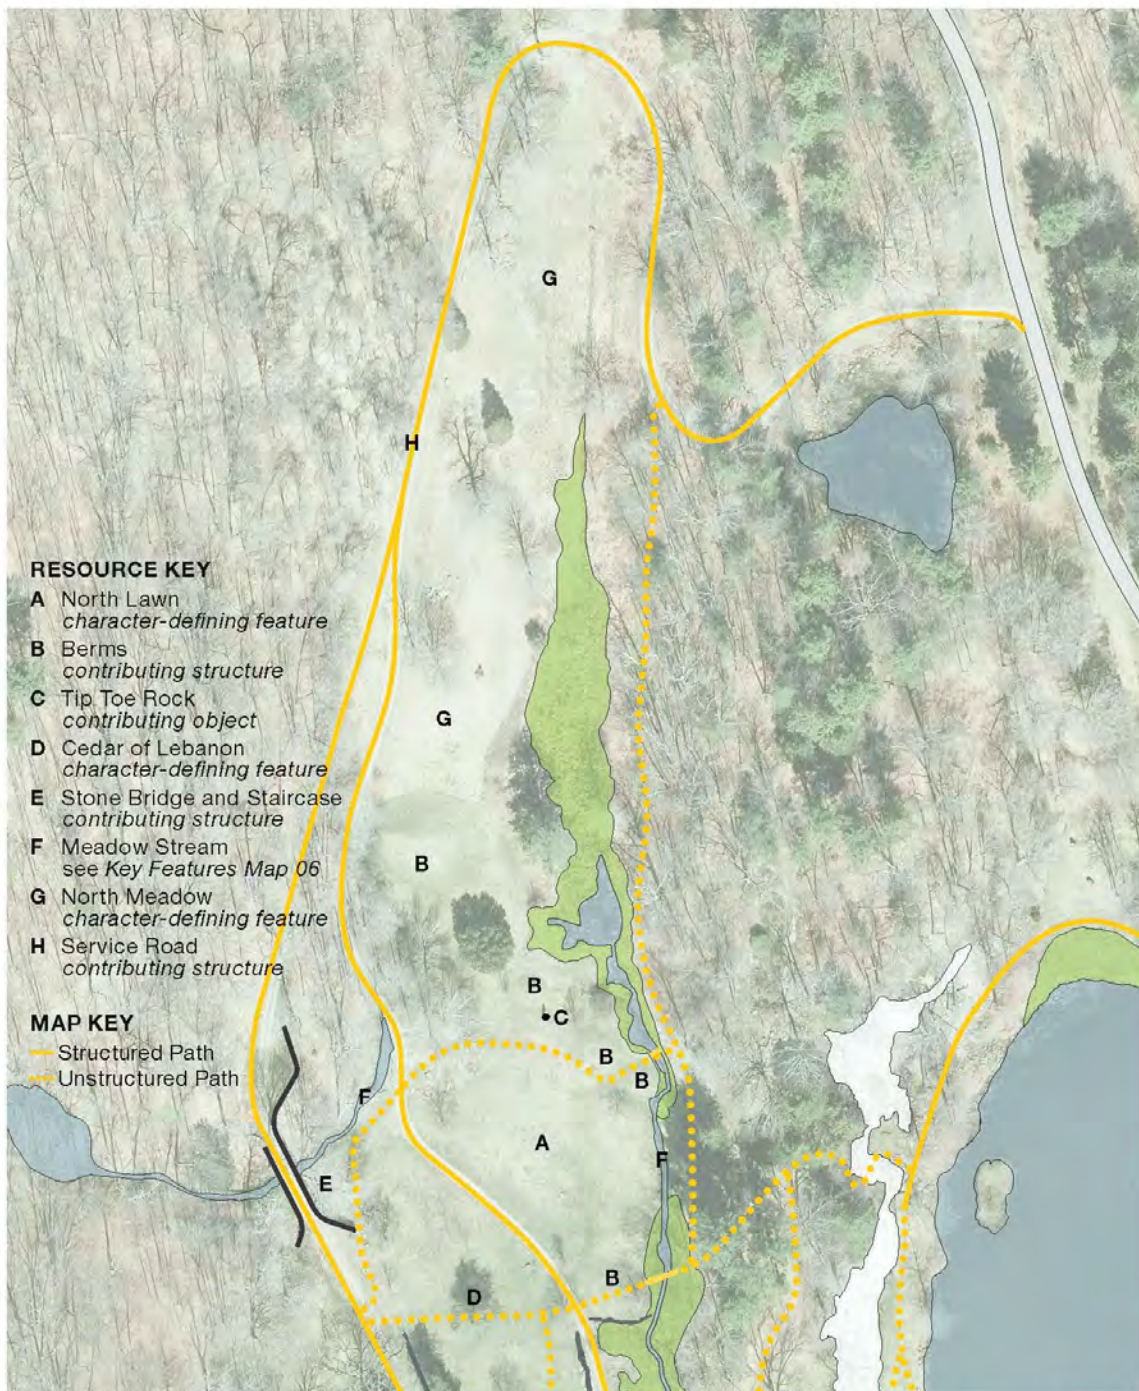 G
H
RESOURCE KEY
A North Lawn
character-defining feature
B Berms
contributing structure
C Tip Toe Rock
contributing object
D Cedar of Lebanon
character-defining feature
E Stone Bridge and Staircase
contributing structure
F Meadow Stream
see Key Features Map 06
G North Meadow
character-defining feature
H Service Road
contributing structure
MAP KEY
Structured Path
Unstructured Path
G
B
B
C
B
B
F
A
F
E
B
D